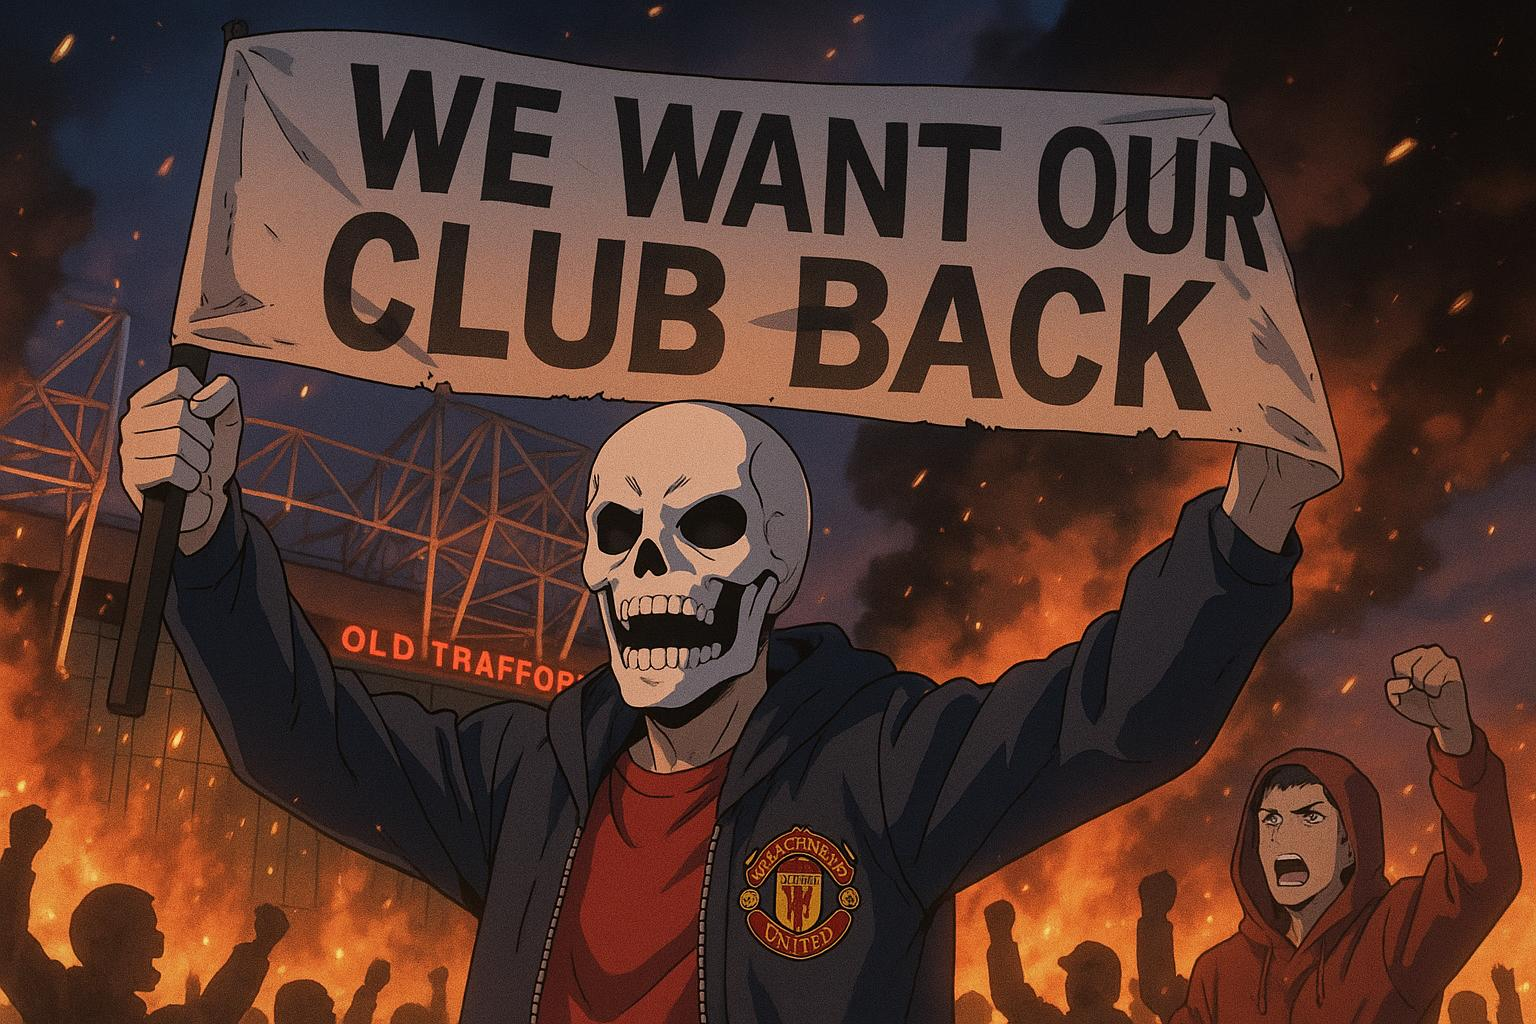 WE WANT OUR
CLUB BACK
OLD TRAFFOR
UNITED